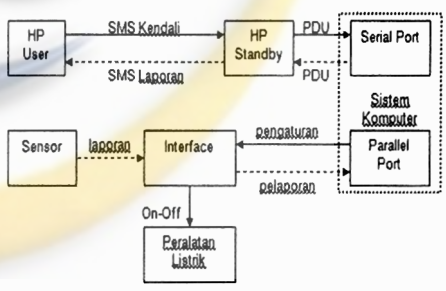 HP
User
SMS Kendali
SMS Laporan
HP
Standby
PDU
PDU
Serial Port
Sistem
Komputer
Sensor
laporan
Interface
pengaturan
pelaporan
Parallel
Port
On-Off
Peralatan
Listrik